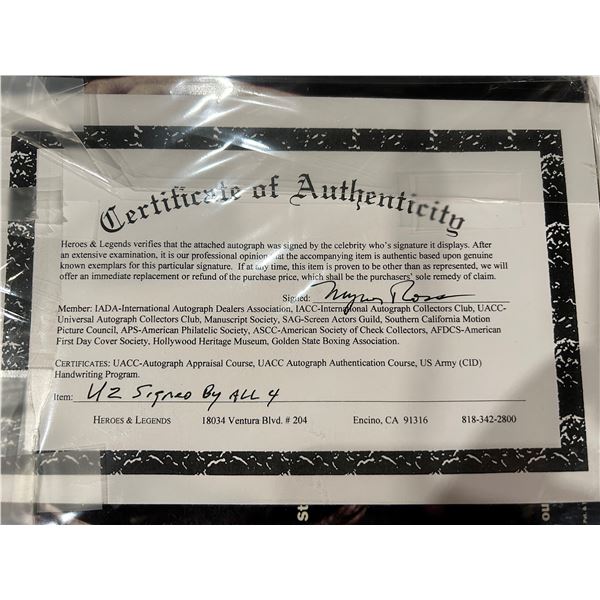 Certificate of Authenticity
Heroes & Legends verifies that the attached autograph was signed by the celebrity who's signature it displays. After
an extensive examination, it is our professional opinion that the accompanying item is authentic based upon genuine
known exemplars for this particular signature. If at any time, this item is proven to be other than as represented, we will
offer an immediate replacement or refund of the purchase price, which shall be the purchasers' sole remedy of claim.
Signed: Myron Ross
Member: IADA-International Autograph Dealers Association, IACC-International Autograph Collectors Club, UACC-
Universal Autograph Collectors Club, Manuscript Society, SAG-Screen Actors Guild, Southern California Motion
Picture Council, APS-American Philatelic Society, ASCC-American Society of Check Collectors, AFDCS-American
First Day Cover Society, Hollywood Heritage Museum, Golden State Boxing Association.
CERTIFICATES: UACC-Autograph Appraisal Course, UACC Autograph Authentication Course, US Army (CID)
Handwriting Program.
Item: U2 Signed By ALL 4
HEROES & LEGENDS 18034 Ventura Blvd. # 204 Encino, CA 91316 818-342-2800
St
ou